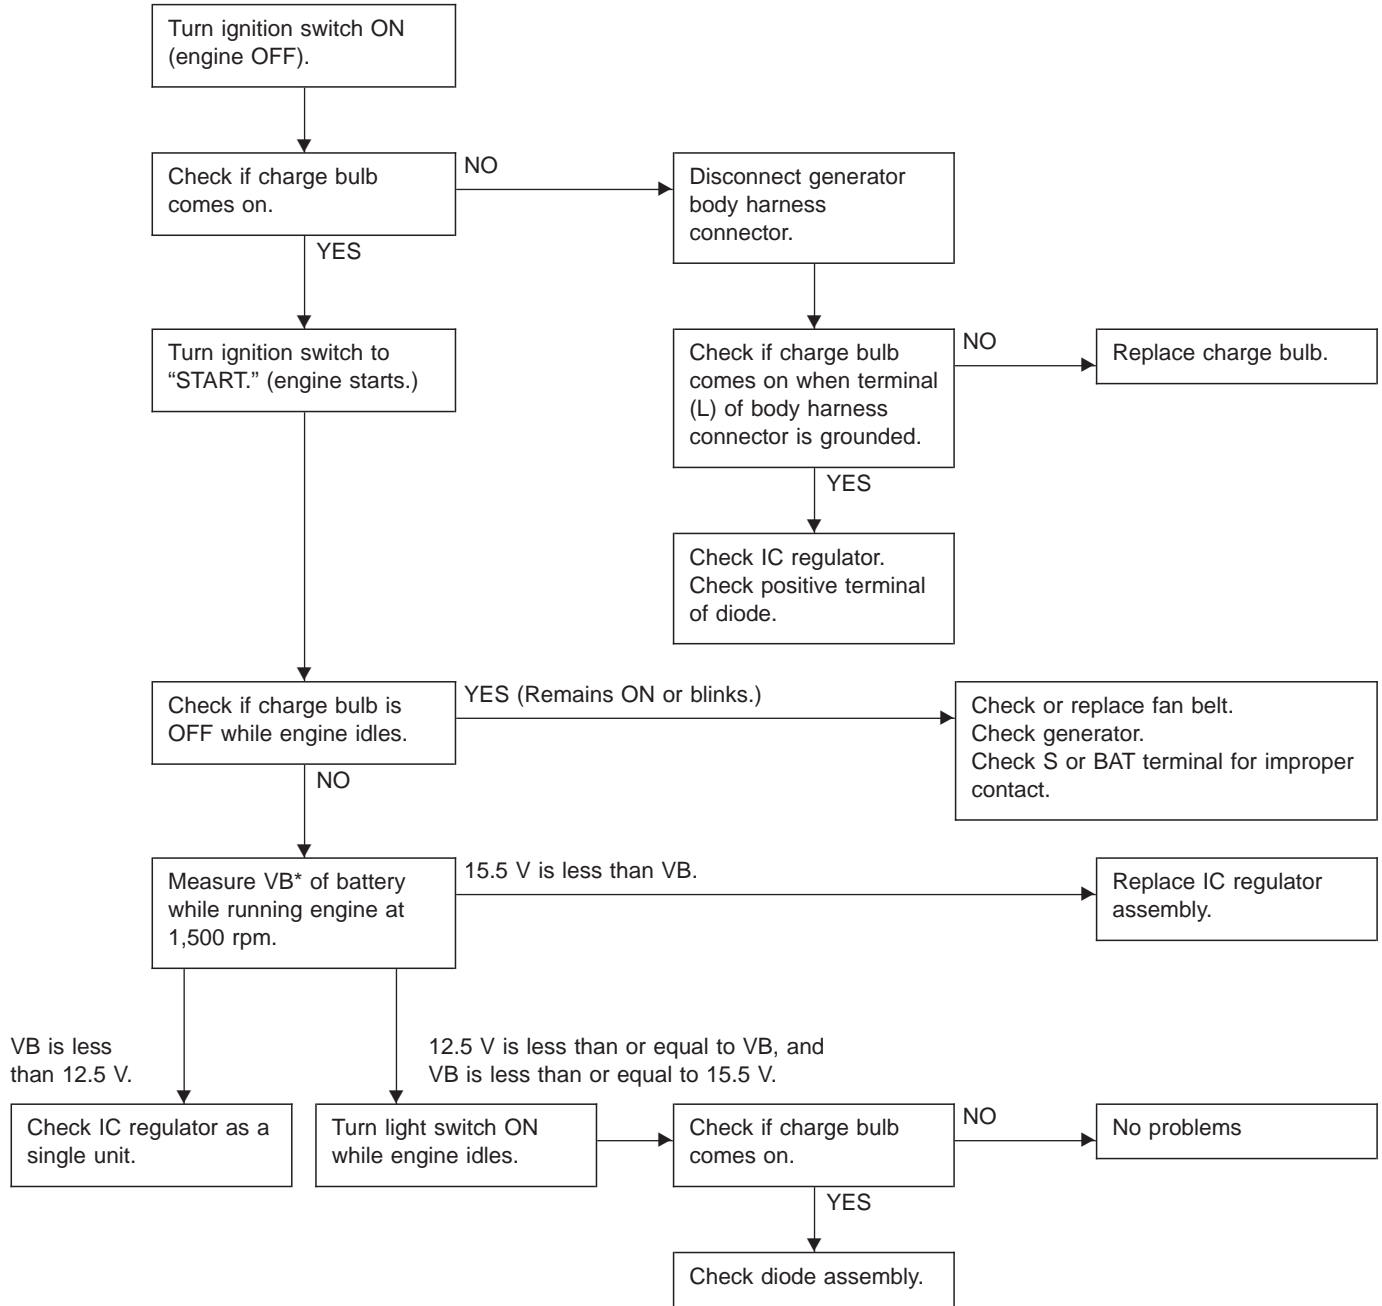 Turn ignition switch ON
(engine OFF).
Check if charge bulb
comes on.
NO
Disconnect generator
body harness
connector.
YES
Turn ignition switch to
“START.” (engine starts.)
Check if charge bulb
comes on when terminal
(L) of body harness
connector is grounded.
NO
Replace charge bulb.
YES
Check IC regulator.
Check positive terminal
of diode.
Check if charge bulb is
OFF while engine idles.
YES (Remains ON or blinks.)
Check or replace fan belt.
Check generator.
Check S or BAT terminal for improper
contact.
NO
Measure VB* of battery
while running engine at
1,500 rpm.
15.5 V is less than VB.
Replace IC regulator
assembly.
VB is less
than 12.5 V.
12.5 V is less than or equal to VB, and
VB is less than or equal to 15.5 V.
Check IC regulator as a
single unit.
Turn light switch ON
while engine idles.
Check if charge bulb
comes on.
NO
No problems
YES
Check diode assembly.